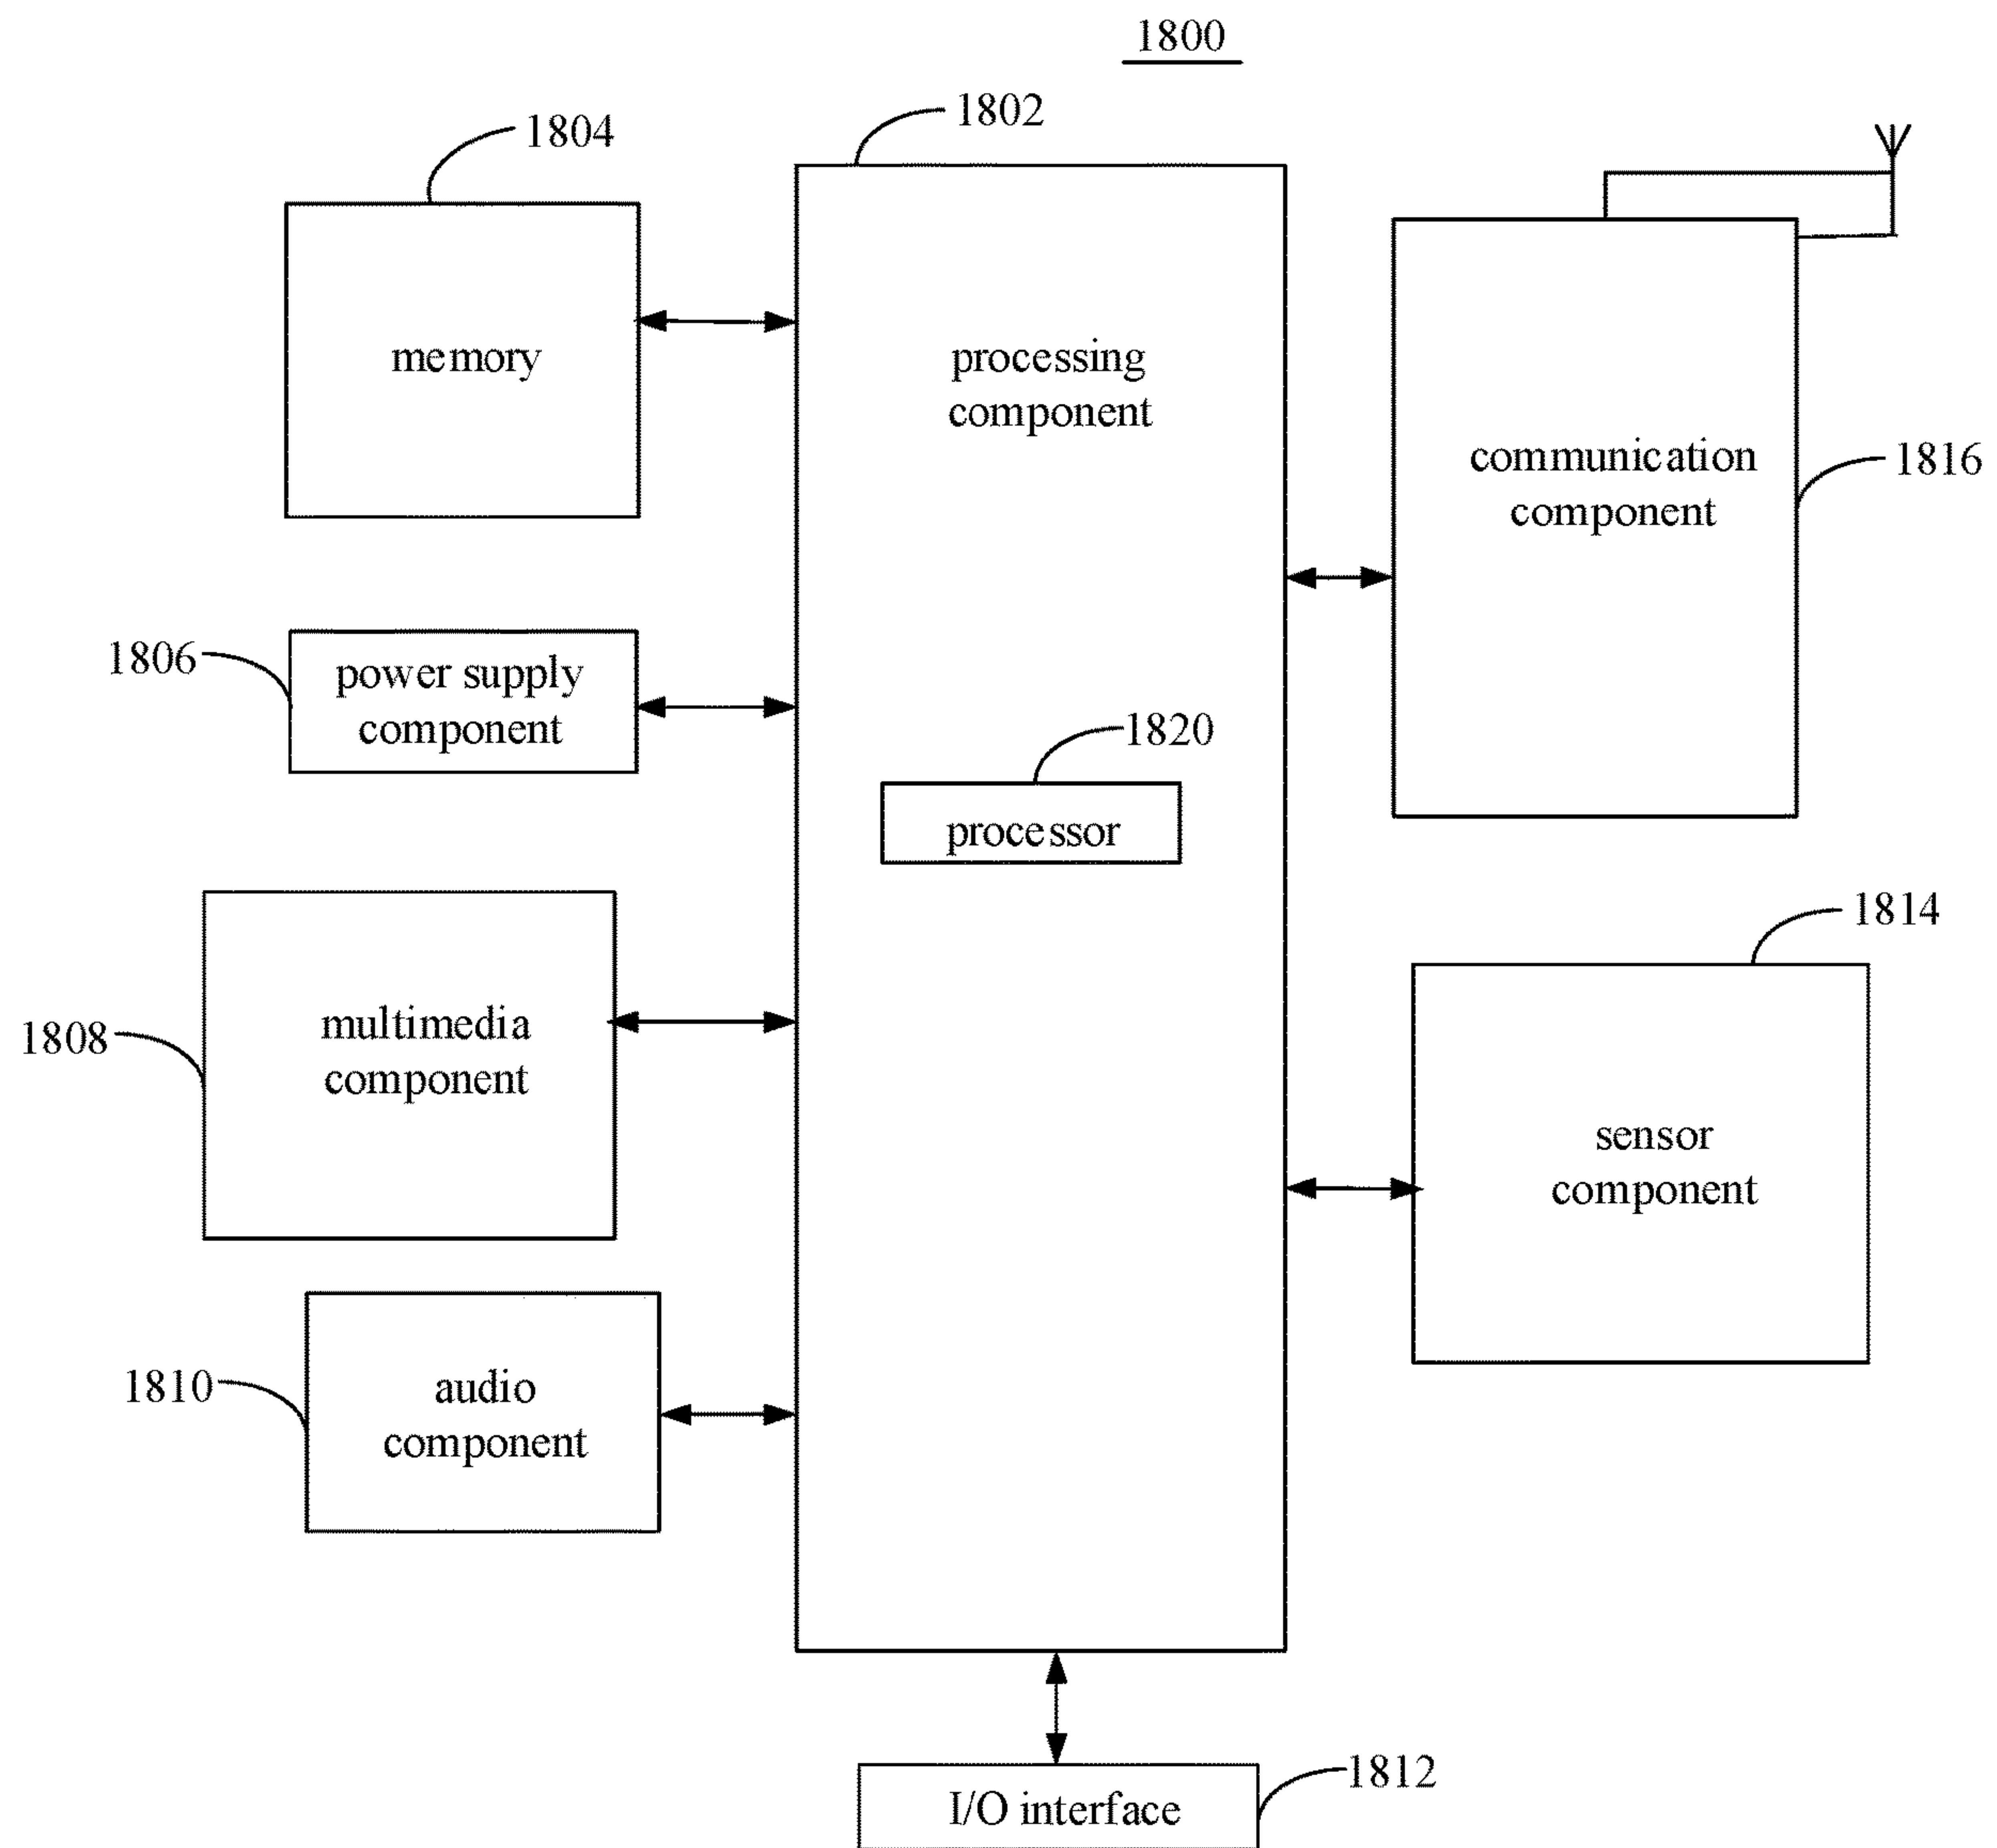 1800
1802
1804
memory
processing
component
communication
component
1816
1806
power supply
component
1820
processor
1814
1808
multimedia
component
sensor
component
1810
audio
component
1812
I/O interface